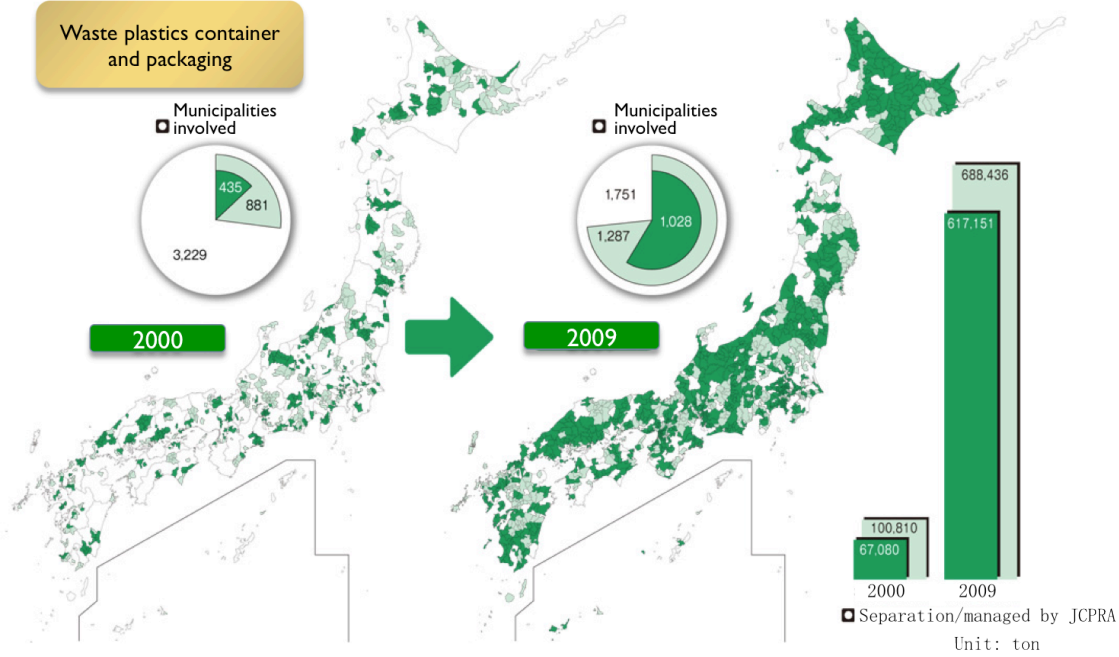 Waste plastics container
and packaging
Municipalities
involved
435
881
3,229
2000
Municipalities
involved
1,751
1,028
1,287
2009
688,436
617,151
100,810
67,080
2000
2009
Separation/managed by JCPRA
Unit: ton